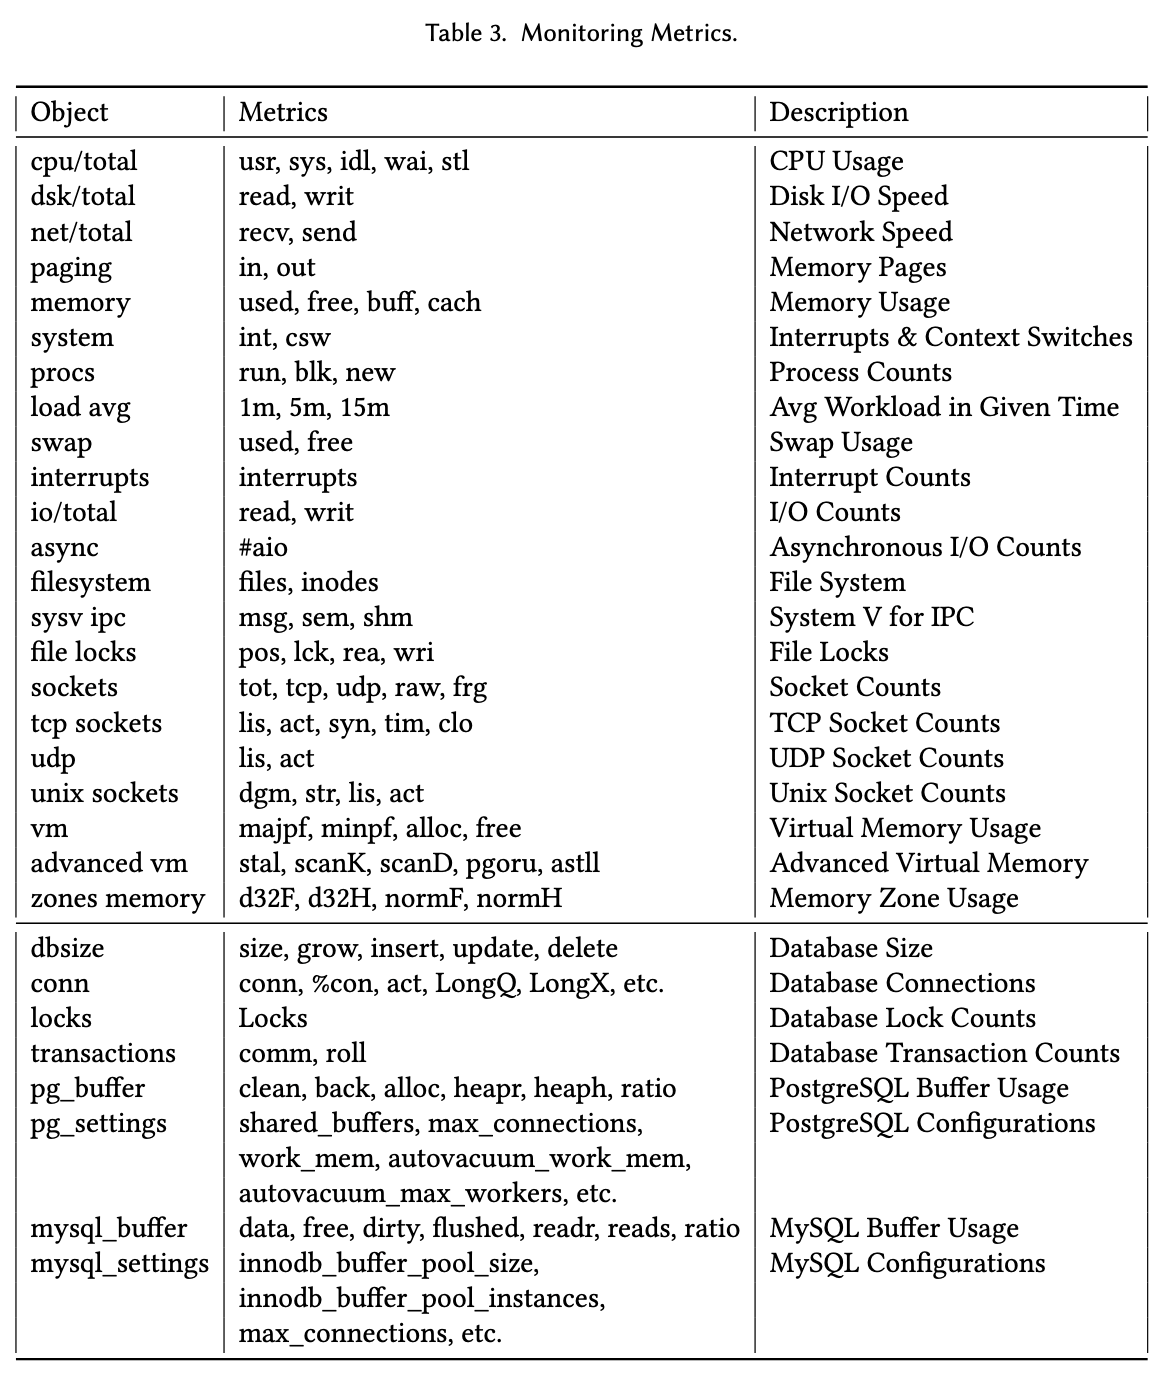 Table 3. Monitoring Metrics.
Object Metrics Description
cpu/total usr, sys, idl, wai, stl CPU Usage
dsk/total read, writ Disk I/O Speed
net/total recv, send Network Speed
paging in, out Memory Pages
memory used, free, buff, cach Memory Usage
system int, csw Interrupts & Context Switches
procs run, blk, new Process Counts
load avg 1m, 5m, 15m Avg Workload in Given Time
swap used, free Swap Usage
interrupts interrupts Interrupt Counts
io/total read, writ I/O Counts
async #aio Asynchronous I/O Counts
filesystem files, inodes File System
sysv ipc msg, sem, shm System V for IPC
file locks pos, lck, rea, wri File Locks
sockets tot, tcp, udp, raw, frg Socket Counts
tcp sockets lis, act, syn, tim, clo TCP Socket Counts
udp lis, act UDP Socket Counts
unix sockets dgm, str, lis, act Unix Socket Counts
vm majpf, minpf, alloc, free Virtual Memory Usage
advanced vm stal, scanK, scanD, pgoru, astll Advanced Virtual Memory
zones memory d32F, d32H, normF, normH Memory Zone Usage
dbsize size, grow, insert, update, delete Database Size
conn conn, %con, act, LongQ, LongX, etc. Database Connections
locks Locks Database Lock Counts
transactions comm, roll Database Transaction Counts
pg_buffer clean, back, alloc, heapr, heaph, ratio PostgreSQL Buffer Usage
pg_settings shared_buffers, max_connections, PostgreSQL Configurations
work_mem, autovacuum_work_mem,
autovacuum_max_workers, etc.
mysql_buffer data, free, dirty, flushed, readr, reads, ratio MySQL Buffer Usage
mysql_settings innodb_buffer_pool_size, MySQL Configurations
innodb_buffer_pool_instances,
max_connections, etc.